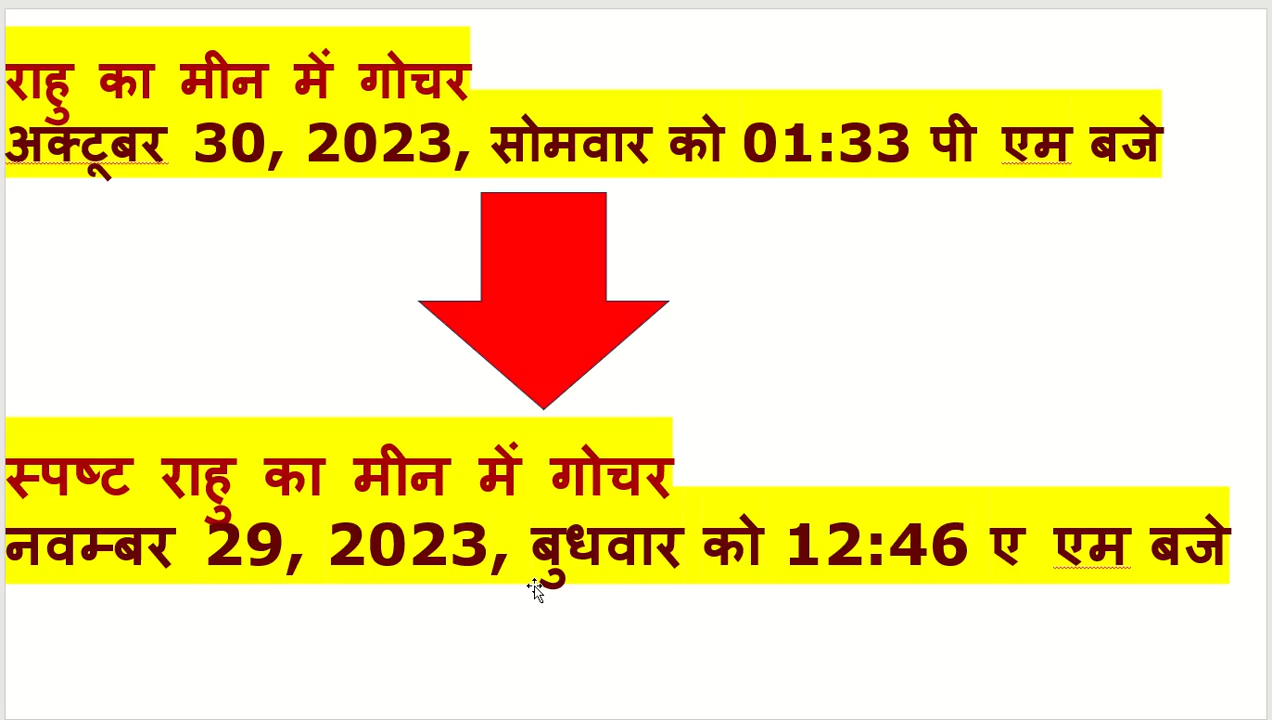 राहु का मीन में गोचर
अक्टूबर 30, 2023, सोमवार को 01:33 पी एम बजे
स्पष्ट राहु का मीन में गोचर
नवम्बर 29, 2023, बुधवार को 12:46 ए एम बजे